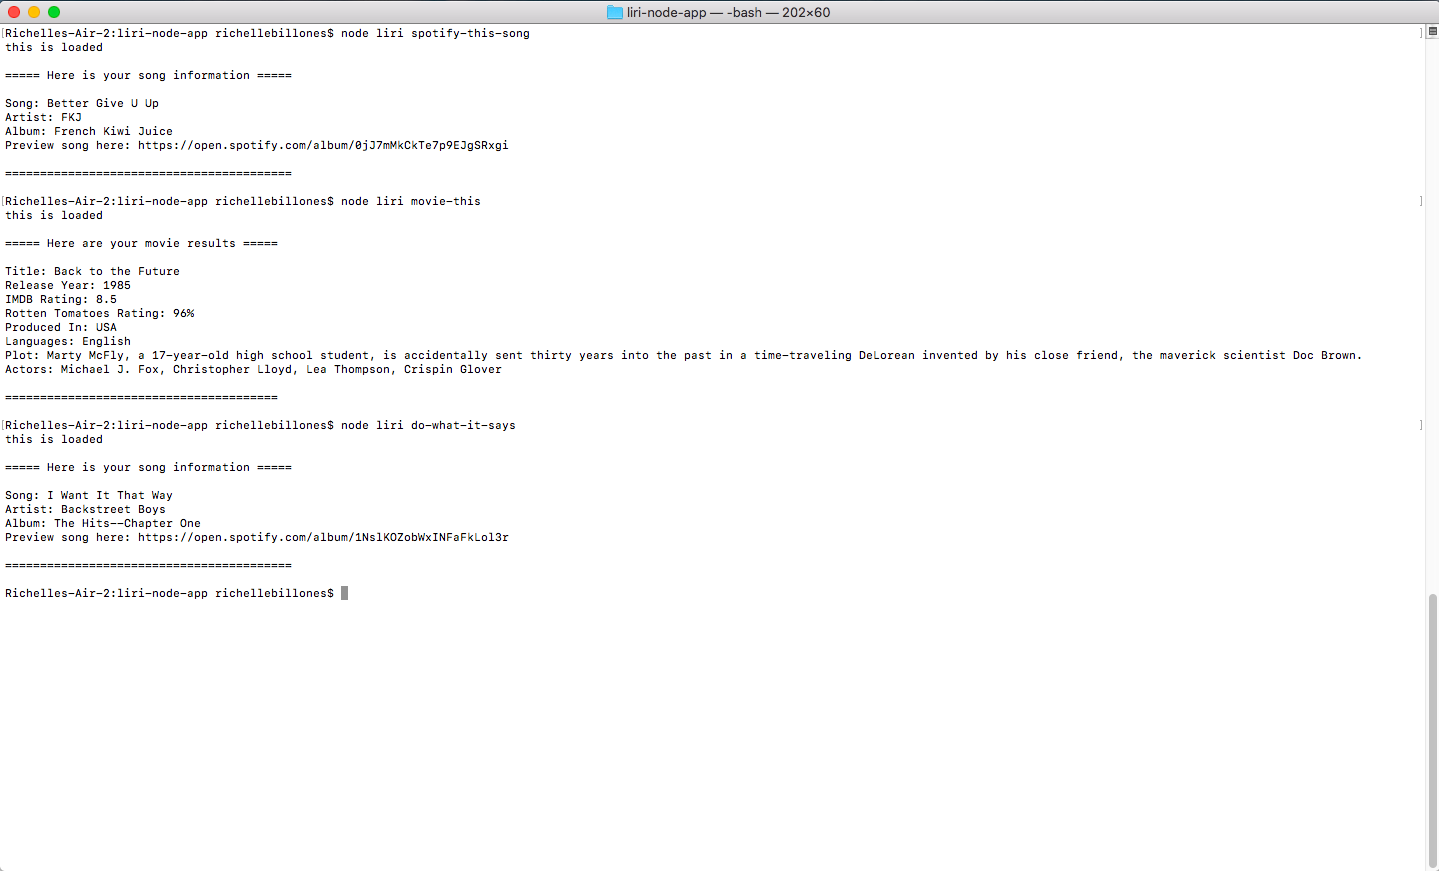 liri-node-app — -bash — 202×60
[Richelles-Air-2:liri-node-app richellebillones$ node liri spotify-this-song ]
this is loaded
===== Here is your song information =====
Song: Better Give U Up
Artist: FKJ
Album: French Kiwi Juice
Preview song here: https://open.spotify.com/album/0jJ7mMkCkTe7p9EJgSRxgi
=========================================
[Richelles-Air-2:liri-node-app richellebillones$ node liri movie-this ]
this is loaded
===== Here are your movie results =====
Title: Back to the Future
Release Year: 1985
IMDB Rating: 8.5
Rotten Tomatoes Rating: 96%
Produced In: USA
Languages: English
Plot: Marty McFly, a 17-year-old high school student, is accidentally sent thirty years into the past in a time-traveling DeLorean invented by his close friend, the maverick scientist Doc Brown.
Actors: Michael J. Fox, Christopher Lloyd, Lea Thompson, Crispin Glover
=======================================
[Richelles-Air-2:liri-node-app richellebillones$ node liri do-what-it-says ]
this is loaded
===== Here is your song information =====
Song: I Want It That Way
Artist: Backstreet Boys
Album: The Hits--Chapter One
Preview song here: https://open.spotify.com/album/1NslKOZobWxINFaFkLol3r
=========================================
Richelles-Air-2:liri-node-app richellebillones$